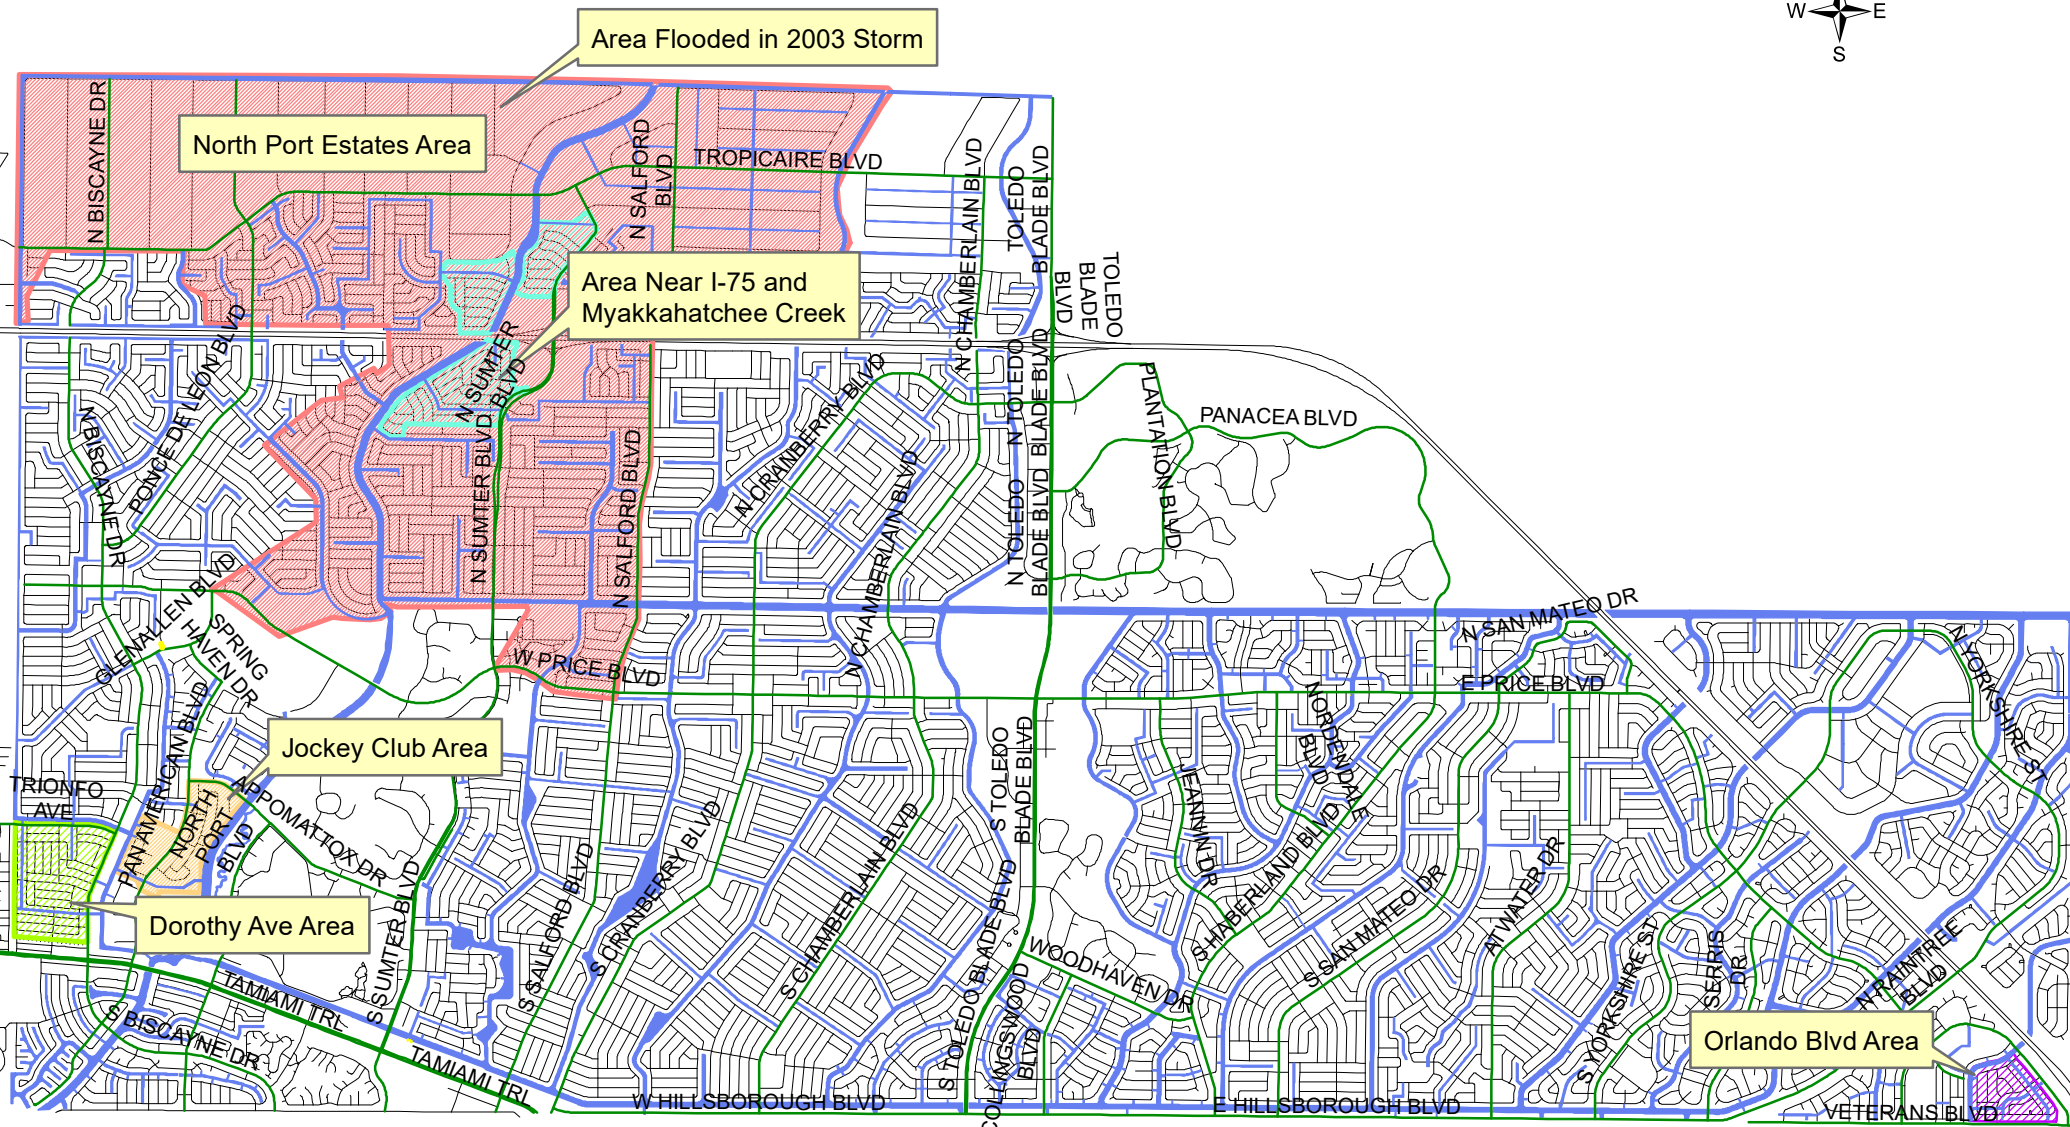 W E
S
Area Flooded in 2003 Storm
North Port Estates Area
N BISCAYNE DR
N SALFORD
BLVD
TROPICAIRE BLVD
N CHAMBERLAIN BLVD
TOLEDO
BLADE BLVD
TOLEDO
BLADE
BLVD
Area Near I-75 and
Myakkahatchee Creek
N SUMTER
BLVD
N BISCAYNE DR
PONCE DE LEON BLVD
N SUMTER BLVD
N SALFORD BLVD
N CRANBERRY BLVD
N CHAMBERLAIN BLVD
N TOLEDO
BLADE BLVD
N TOLEDO
BLADE BLVD
PLANTATION BLVD
PANACEA BLVD
GLENALLEN BLVD
SPRING
HAVEN DR
W PRICE BLVD
N SAN MATEO DR
E PRICE BLVD
N YORKSHIRE ST
Jockey Club Area
TRIONFO
AVE
PAN AMERICAN BLVD
NORTH
PORT
BLVD
APPOMATTOX DR
Dorothy Ave Area
S SUMTER BLVD
S SALFORD BLVD
S CRANBERRY BLVD
S CHAMBERLAIN BLVD
S TOLEDO
BLADE BLVD
S TOLEDO BLADE BLVD
JEANNIN DR
NORDENDALE
BLVD
S HABERLAND BLVD
S SAN MATEO DR
ATWATER DR
WOODHAVEN DR
S YORKSHIRE ST
SERRIS
DR
N RAINTREE
BLVD
TAMIAMI TRL
S BISCAYNE DR
TAMIAMI TRL
COLLINGSWOOD
BLVD
W HILLSBOROUGH BLVD
E HILLSBOROUGH BLVD
Orlando Blvd Area
VETERANS BLVD